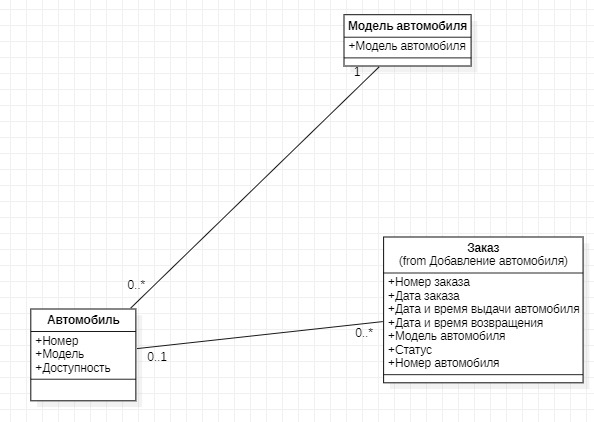 Модель автомобиля
+Модель автомобиля
1
Заказ
(from Добавление автомобиля)
+Номер заказа
+Дата заказа
+Дата и время выдачи автомобиля
+Дата и время возвращения
+Модель автомобиля
+Статус
+Номер автомобиля
0..*
Автомобиль
+Номер
+Модель
+Доступность
0..1
0..*